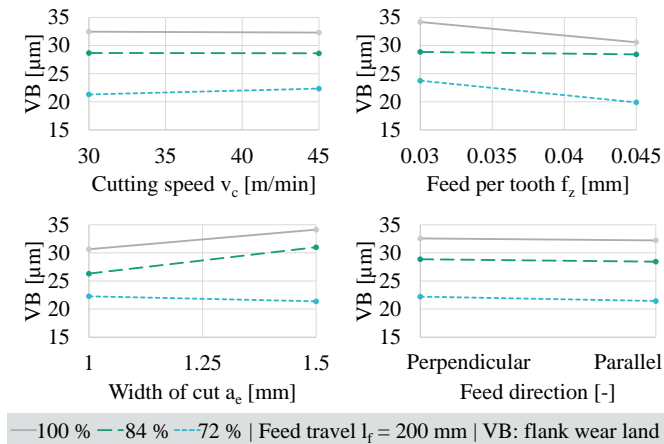 VB [µm]
35
30
25
20
15
30
35
40
45
Cutting speed v_c [m/min]
VB [µm]
35
30
25
20
15
0.03
0.035
0.04
0.045
Feed per tooth f_z [mm]
VB [µm]
35
30
25
20
15
1
1.25
1.5
Width of cut a_e [mm]
VB [µm]
35
30
25
20
15
Perpendicular
Parallel
Feed direction [-]
100 % 84 % 72 % | Feed travel l_f = 200 mm | VB: flank wear land